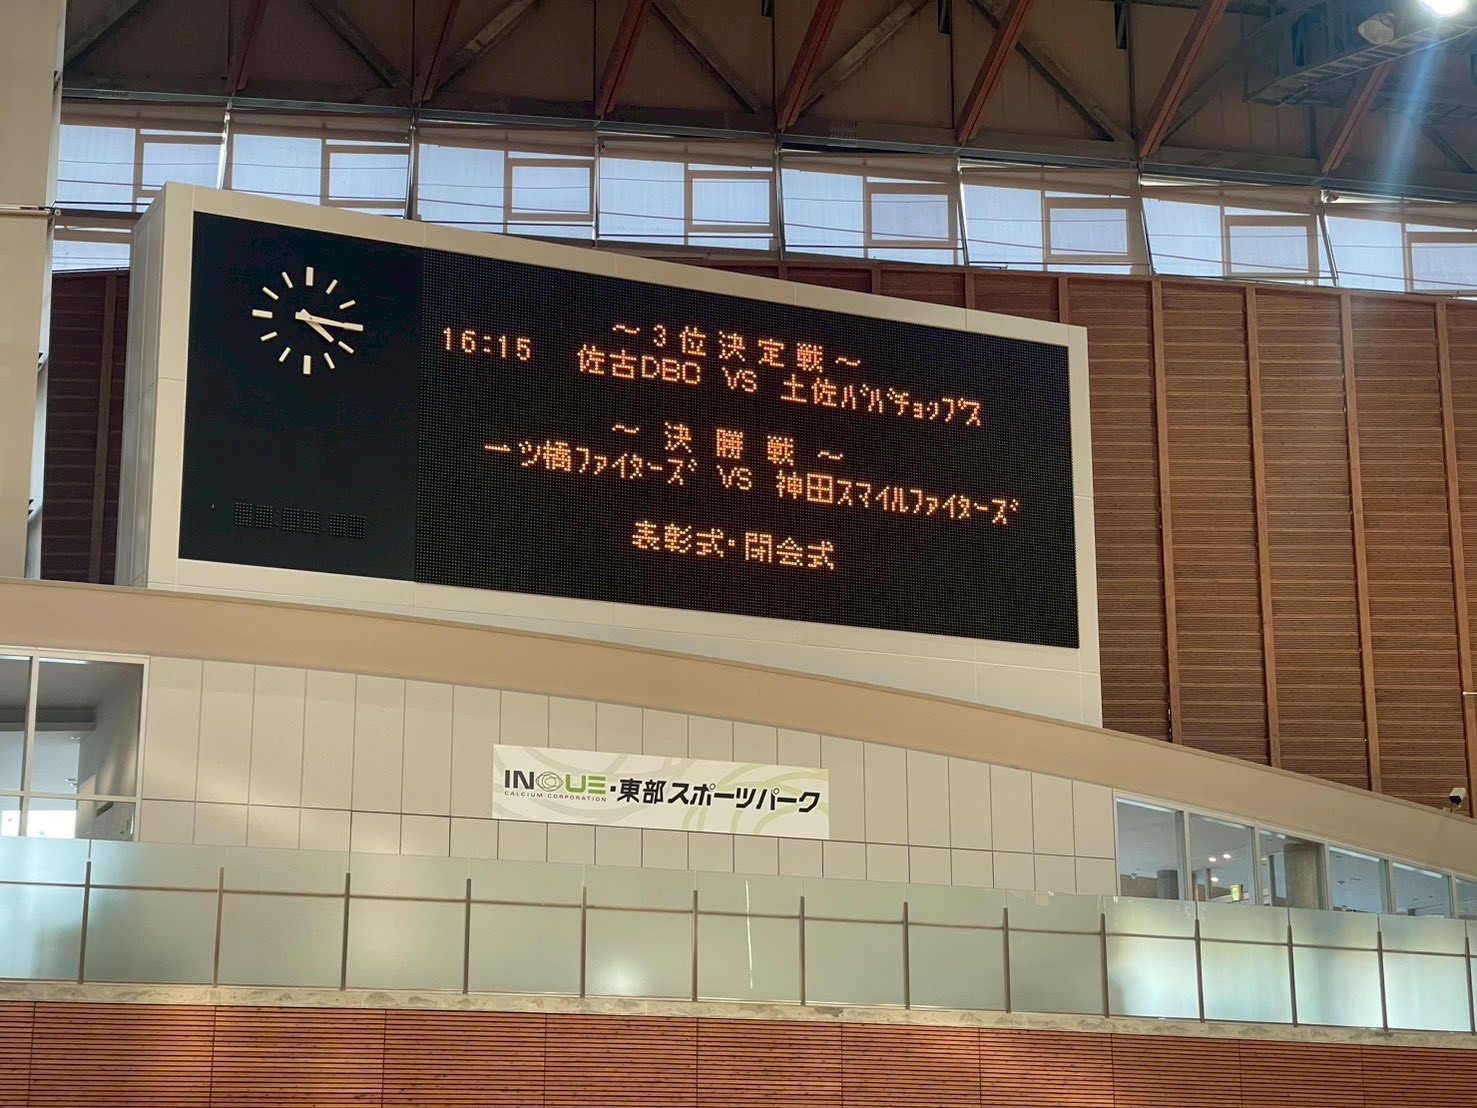 ～3位決定戦～
16:15 佐古DBC VS 土佐ﾊﾟﾊﾟﾁｮｯﾌﾟｽ
～ 決 勝 戦 ～
一ツ橋ﾌｧｲﾀｰｽﾞ VS 神田ｽﾏｲﾙﾌｧｲﾀｰｽﾞ
表彰式・閉会式
INOUE・東部スポーツパーク
CALCIUM CORPORATION